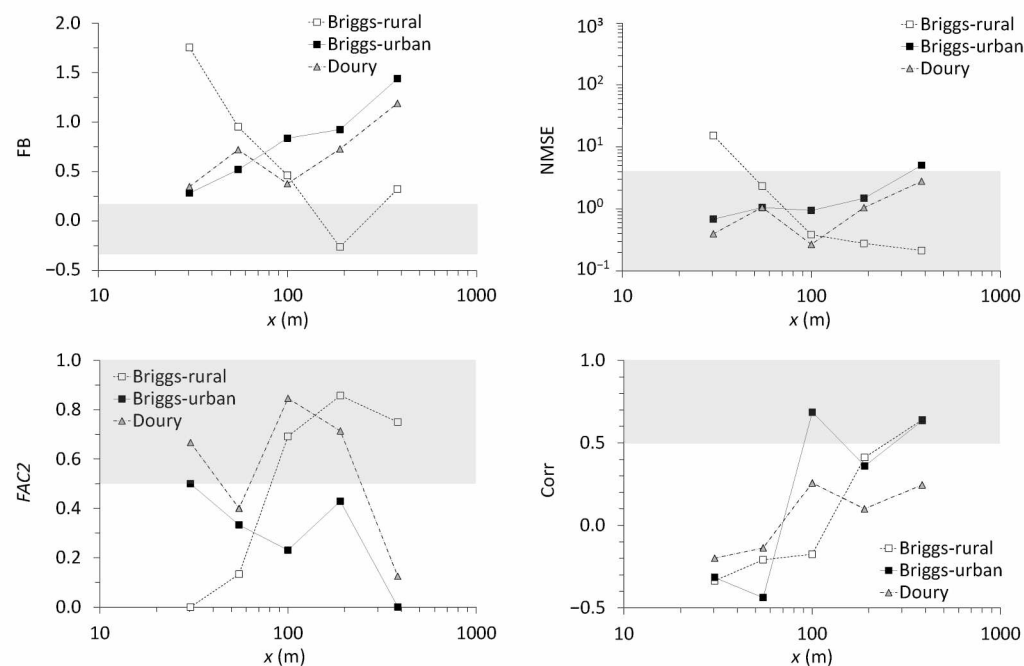 Briggs-rural
Briggs-urban
Doury
2.0
1.5
1.0
0.5
0.0
−0.5
FB
10
100
1000
x (m)
Briggs-rural
Briggs-urban
Doury
10³
10²
10¹
10⁰
10⁻¹
NMSE
10
100
1000
x (m)
Briggs-rural
Briggs-urban
Doury
1.0
0.8
0.6
0.4
0.2
0.0
FAC2
10
100
1000
x (m)
1.0
0.5
0.0
−0.5
Corr
Briggs-rural
Briggs-urban
Doury
10
100
1000
x (m)